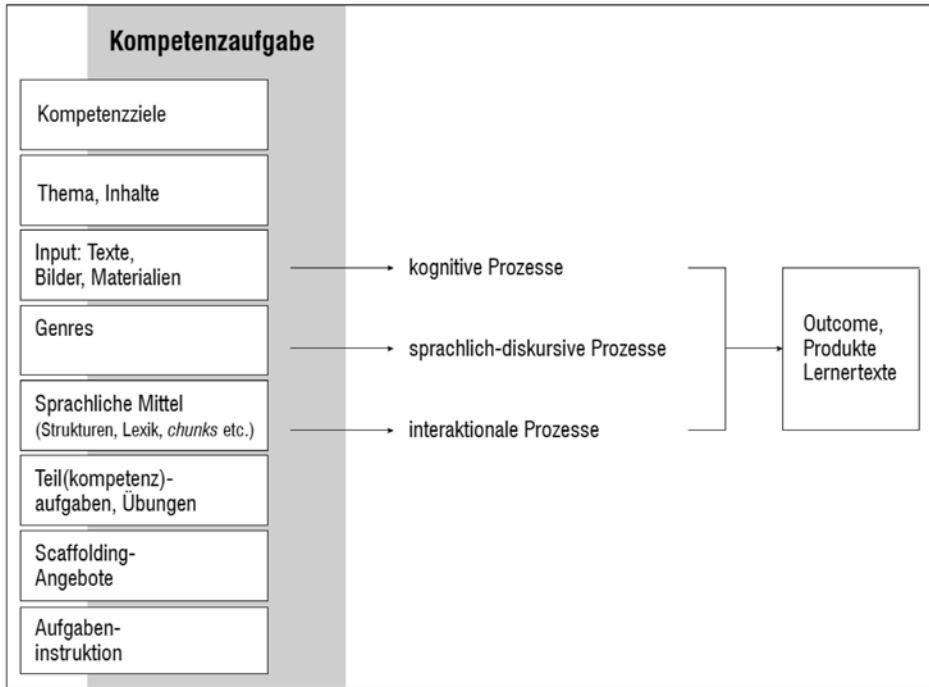 Kompetenzaufgabe
Kompetenzziele
Thema, Inhalte
Input: Texte,
Bilder, Materialien
Genres
Sprachliche Mittel
(Strukturen, Lexik, chunks etc.)
Teil(kompetenz)-
aufgaben, Übungen
Scaffolding-
Angebote
Aufgaben-
instruktion
kognitive Prozesse
sprachlich-diskursive Prozesse
interaktionale Prozesse
Outcome,
Produkte
Lernertexte